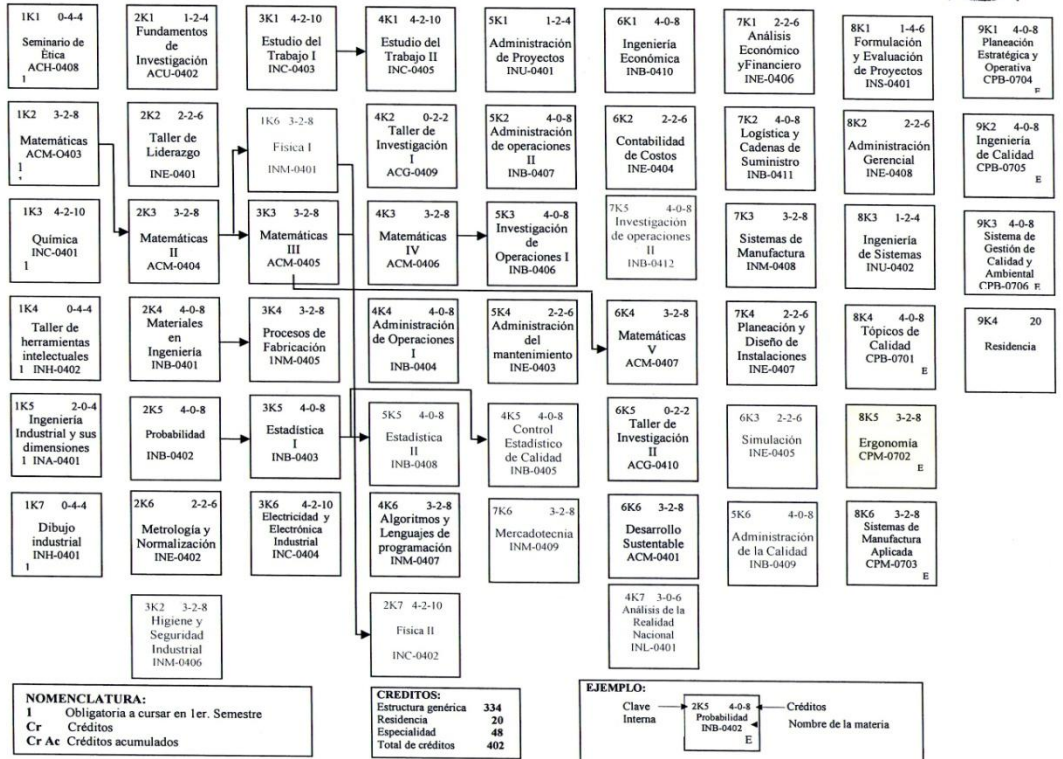 1K1 0-4-4
Seminario de
Ética
ACH-0408
1
2K1 1-2-4
Fundamentos
de
Investigación
ACU-0402
3K1 4-2-10
Estudio del
Trabajo I
INC-0403
4K1 4-2-10
Estudio del
Trabajo II
INC-0405
5K1 1-2-4
Administración
de Proyectos
INU-0401
6K1 4-0-8
Ingeniería
Económica
INB-0410
7K1 2-2-6
Análisis
Económico
yFinanciero
INE-0406
8K1 1-4-6
Formulación
y Evaluación
de Proyectos
INS-0401
9K1 4-0-8
Planeación
Estratégica y
Operativa
CPB-0704
E
1K2 3-2-8
Matemáticas
I
ACM-O403
1
2K2 2-2-6
Taller de
Liderazgo
INE-0401
1K6 3-2-8
Física I
INM-0401
4K2 0-2-2
Taller de
Investigación
I
ACG-0409
5K2 4-0-8
Administración
de operaciones
II
INB-0407
6K2 2-2-6
Contabilidad
de Costos
INE-0404
7K2 4-0-8
Logística y
Cadenas de
Suministro
INB-0411
8K2 2-2-6
Administración
Gerencial
INE-0408
9K2 4-0-8
Ingeniería
de Calidad
CPB-0705
E
1K3 4-2-10
Química
INC-0401
1
2K3 3-2-8
Matemáticas
II
ACM-0404
3K3 3-2-8
Matemáticas
III
ACM-0405
4K3 3-2-8
Matemáticas
IV
ACM-0406
5K3 4-0-8
Investigación
de
Operaciones I
INB-0406
7K5 4-0-8
Investigación
de operaciones
II
INB-0412
7K3 3-2-8
Sistemas de
Manufactura
INM-0408
8K3 1-2-4
Ingeniería
de Sistemas
INU-0402
9K3 4-0-8
Sistema de
Gestión de
Calidad y
Ambiental
CPB-0706 E
1K4 0-4-4
Taller de
herramientas
intelectuales
1 INH-0402
2K4 4-0-8
Materiales
en
Ingeniería
INB-0401
3K4 3-2-8
Procesos de
Fabricación
INM-0405
4K4 4-0-8
Administración
de Operaciones
I
INB-0404
5K4 2-2-6
Administración
del
mantenimiento
INE-0403
6K4 3-2-8
Matemáticas
V
ACM-0407
7K4 2-2-6
Planeación y
Diseño de
Instalaciones
INE-0407
8K4 4-0-8
Tópicos de
Calidad
CPB-0701
E
9K4 20
Residencia
1K5 2-0-4
Ingeniería
Industrial y sus
dimensiones
1 INA-0401
2K5 4-0-8
Probabilidad
INB-0402
3K5 4-0-8
Estadística
I
INB-0403
5K5 4-0-8
Estadística
II
INB-0408
4K5 4-0-8
Control
Estadístico
de Calidad
INB-0405
6K5 0-2-2
Taller de
Investigación
II
ACG-0410
6K3 2-2-6
Simulación
INE-0405
8K5 3-2-8
Ergonomía
CPM-0702
E
1K7 0-4-4
Dibujo
industrial
INH-0401
1
2K6 2-2-6
Metrología y
Normalización
INE-0402
3K6 4-2-10
Electricidad y
Electrónica
Industrial
INC-0404
4K6 3-2-8
Algoritmos y
Lenguajes de
programación
INM-0407
7K6 3-2-8
Mercadotecnia
INM-0409
6K6 3-2-8
Desarrollo
Sustentable
ACM-0401
5K6 4-0-8
Administración
de la Calidad
INB-0409
8K6 3-2-8
Sistemas de
Manufactura
Aplicada
CPM-0703
E
3K2 3-2-8
Higiene y
Seguridad
Industrial
INM-0406
2K7 4-2-10
Física II
INC-0402
4K7 3-0-6
Análisis de la
Realidad
Nacional
INL-0401
NOMENCLATURA:
1 Obligatoria a cursar en 1er. Semestre
Cr Créditos
Cr Ac Créditos acumulados
CREDITOS:
Estructura genérica 334
Residencia 20
Especialidad 48
Total de créditos 402
EJEMPLO:
Clave
Interna
2K5 4-0-8
Probabilidad
INB-0402
E
Créditos
Nombre de la materia